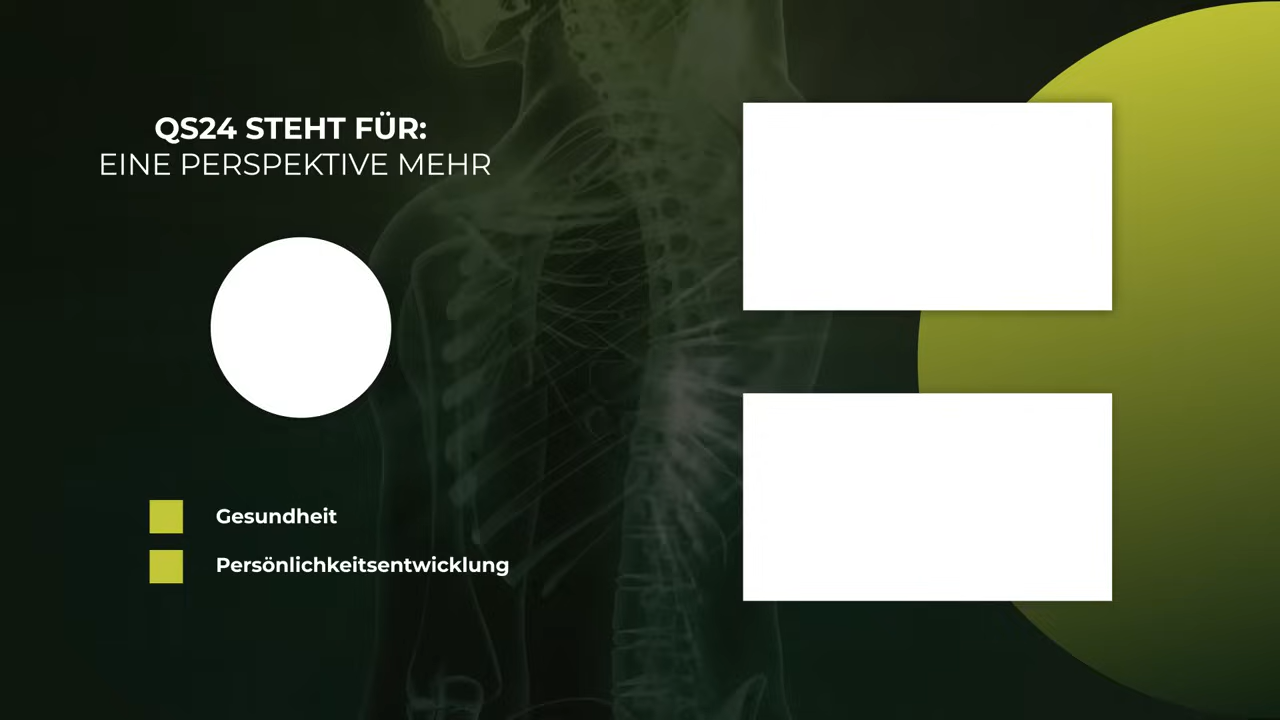 QS24 STEHT FÜR:
EINE PERSPEKTIVE MEHR
Gesundheit
Persönlichkeitsentwicklung